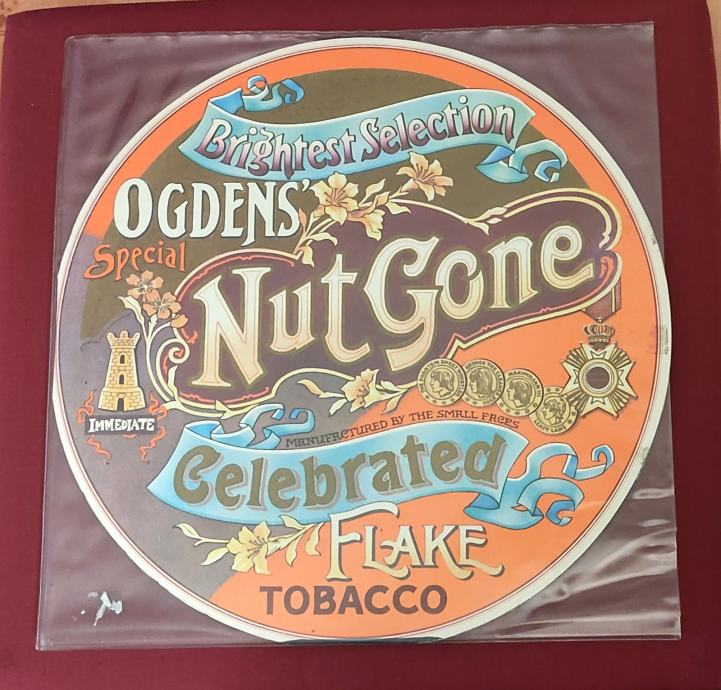 Brightest Selection
OGDENS'
Special
Nut Gone
IMMEDIATE
MANUFACTURED BY THE SMALL FACES
Celebrated
FLAKE
TOBACCO